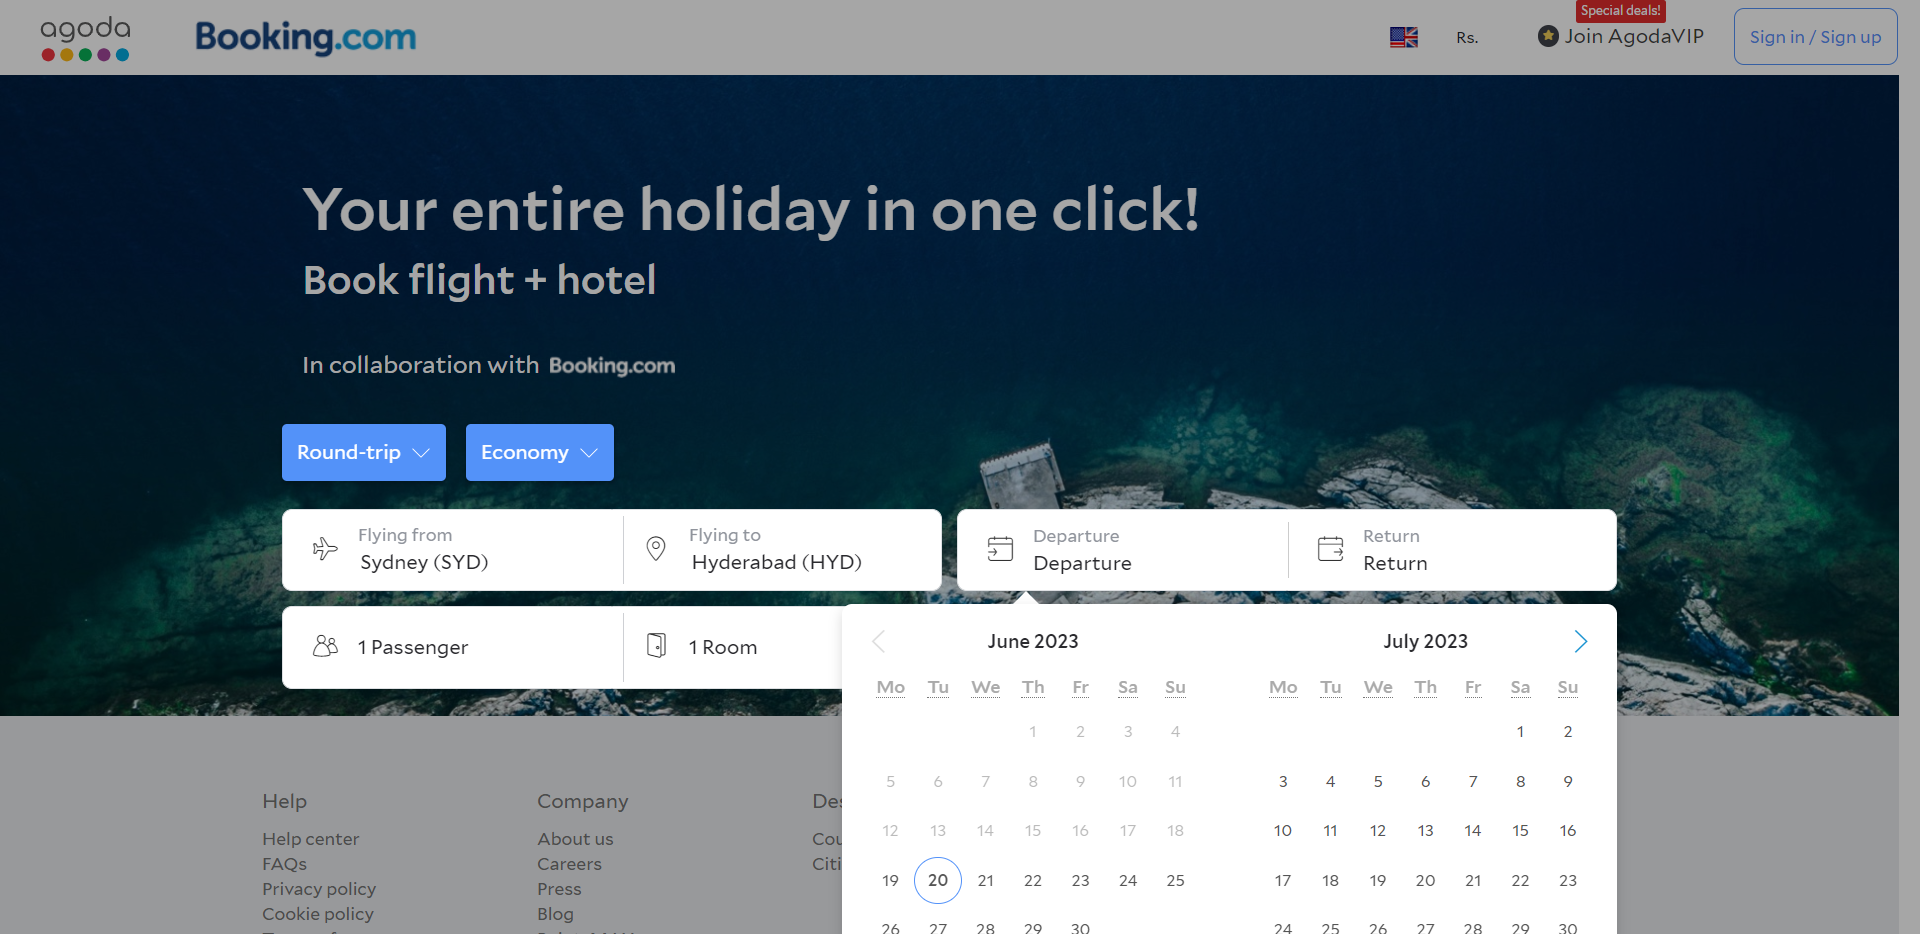 agoda
Booking.com
Rs.
Special deals!
Join AgodaVIP
Sign in / Sign up
Your entire holiday in one click!
Book flight + hotel
In collaboration with Booking.com
Round-trip
Economy
Flying from
Sydney (SYD)
Flying to
Hyderabad (HYD)
Departure
Departure
Return
Return
1 Passenger
1 Room
June 2023
Mo Tu We Th Fr Sa Su
1 2 3 4
5 6 7 8 9 10 11
12 13 14 15 16 17 18
19 20 21 22 23 24 25
26 27 28 29 30
July 2023
Mo Tu We Th Fr Sa Su
1 2
3 4 5 6 7 8 9
10 11 12 13 14 15 16
17 18 19 20 21 22 23
24 25 26 27 28 29 30
Help
Help center
FAQs
Privacy policy
Cookie policy
Company
About us
Careers
Press
Blog
Des
Cou
Citi